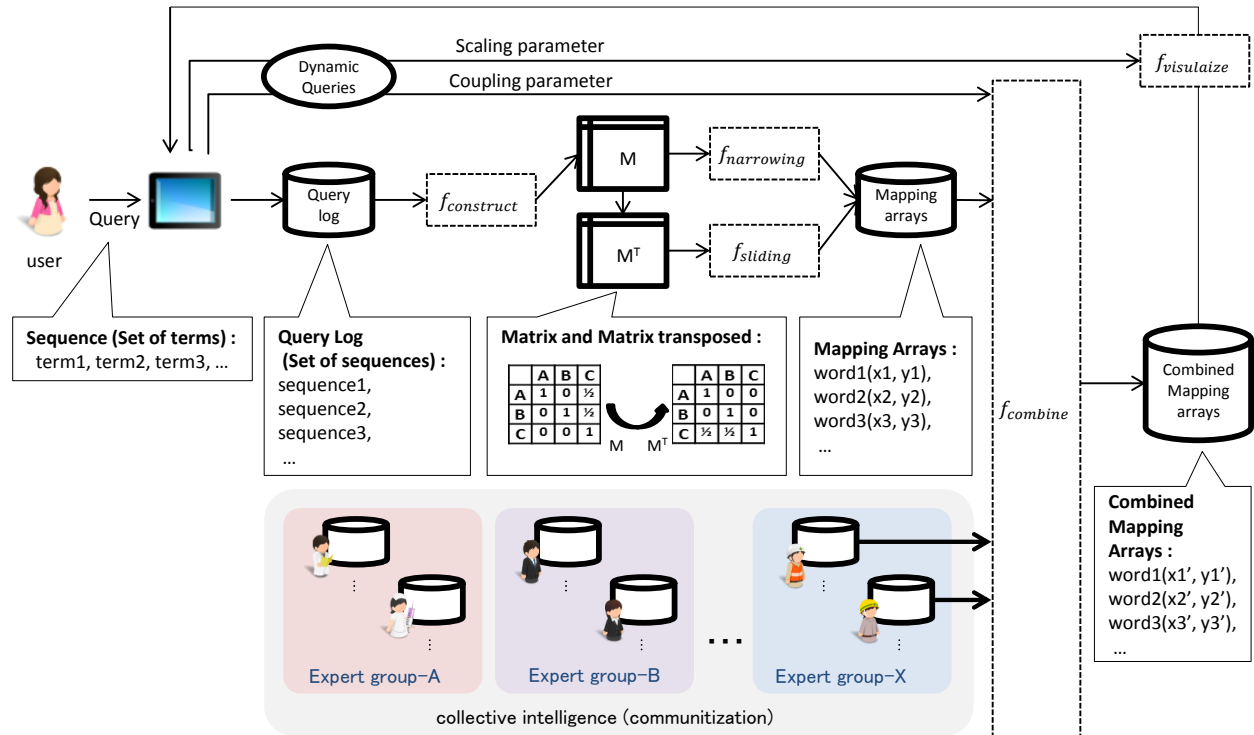 Scaling parameter
Dynamic
Queries
Coupling parameter
f_visulaize
user
Query
Query
log
f_construct
M
Mᵀ
f_narrowing
f_sliding
Mapping
arrays
Sequence (Set of terms) :
term1, term2, term3, …
Query Log
(Set of sequences) :
sequence1,
sequence2,
sequence3,
…
Matrix and Matrix transposed :
A B C
A 1 0 ½
B 0 1 ½
C 0 0 1
M Mᵀ
A B C
A 1 0 0
B 0 1 0
C ½ ½ 1
Mapping Arrays :
word1(x1, y1),
word2(x2, y2),
word3(x3, y3),
…
f_combine
Combined
Mapping
arrays
Combined
Mapping
Arrays :
word1(x1’, y1’),
word2(x2’, y2’),
word3(x3’, y3’),
…
Expert group-A
Expert group-B
…
Expert group-X
collective intelligence (communitization)